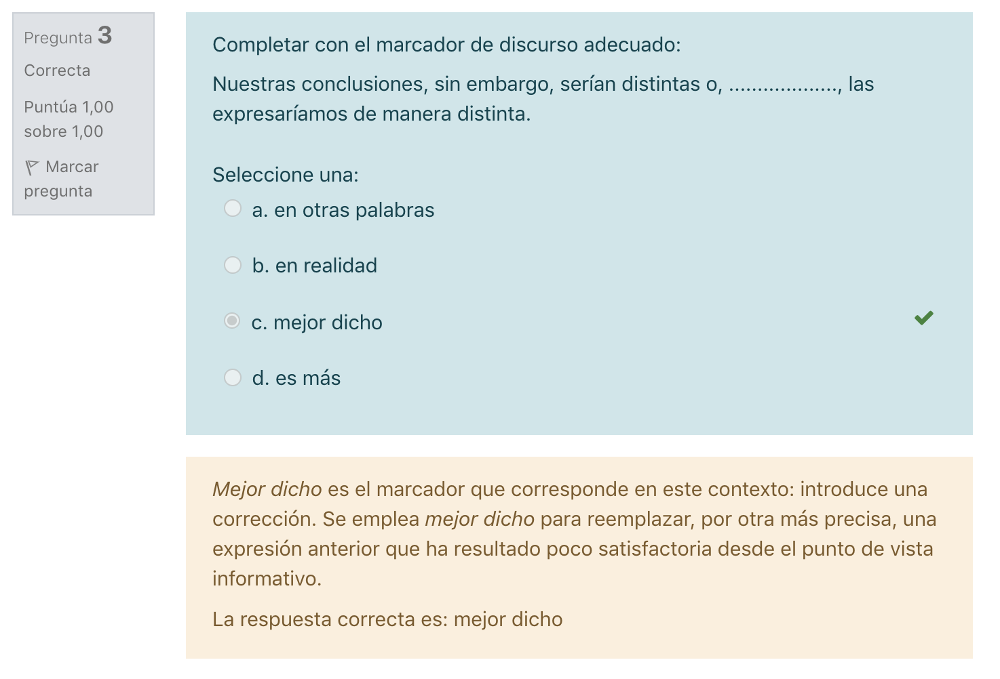 Pregunta 3
Correcta
Puntúa 1,00
sobre 1,00
Marcar
pregunta
Completar con el marcador de discurso adecuado:
Nuestras conclusiones, sin embargo, serían distintas o, ..................., las
expresaríamos de manera distinta.
Seleccione una:
a. en otras palabras
b. en realidad
c. mejor dicho
d. es más
Mejor dicho es el marcador que corresponde en este contexto: introduce una
corrección. Se emplea mejor dicho para reemplazar, por otra más precisa, una
expresión anterior que ha resultado poco satisfactoria desde el punto de vista
informativo.
La respuesta correcta es: mejor dicho